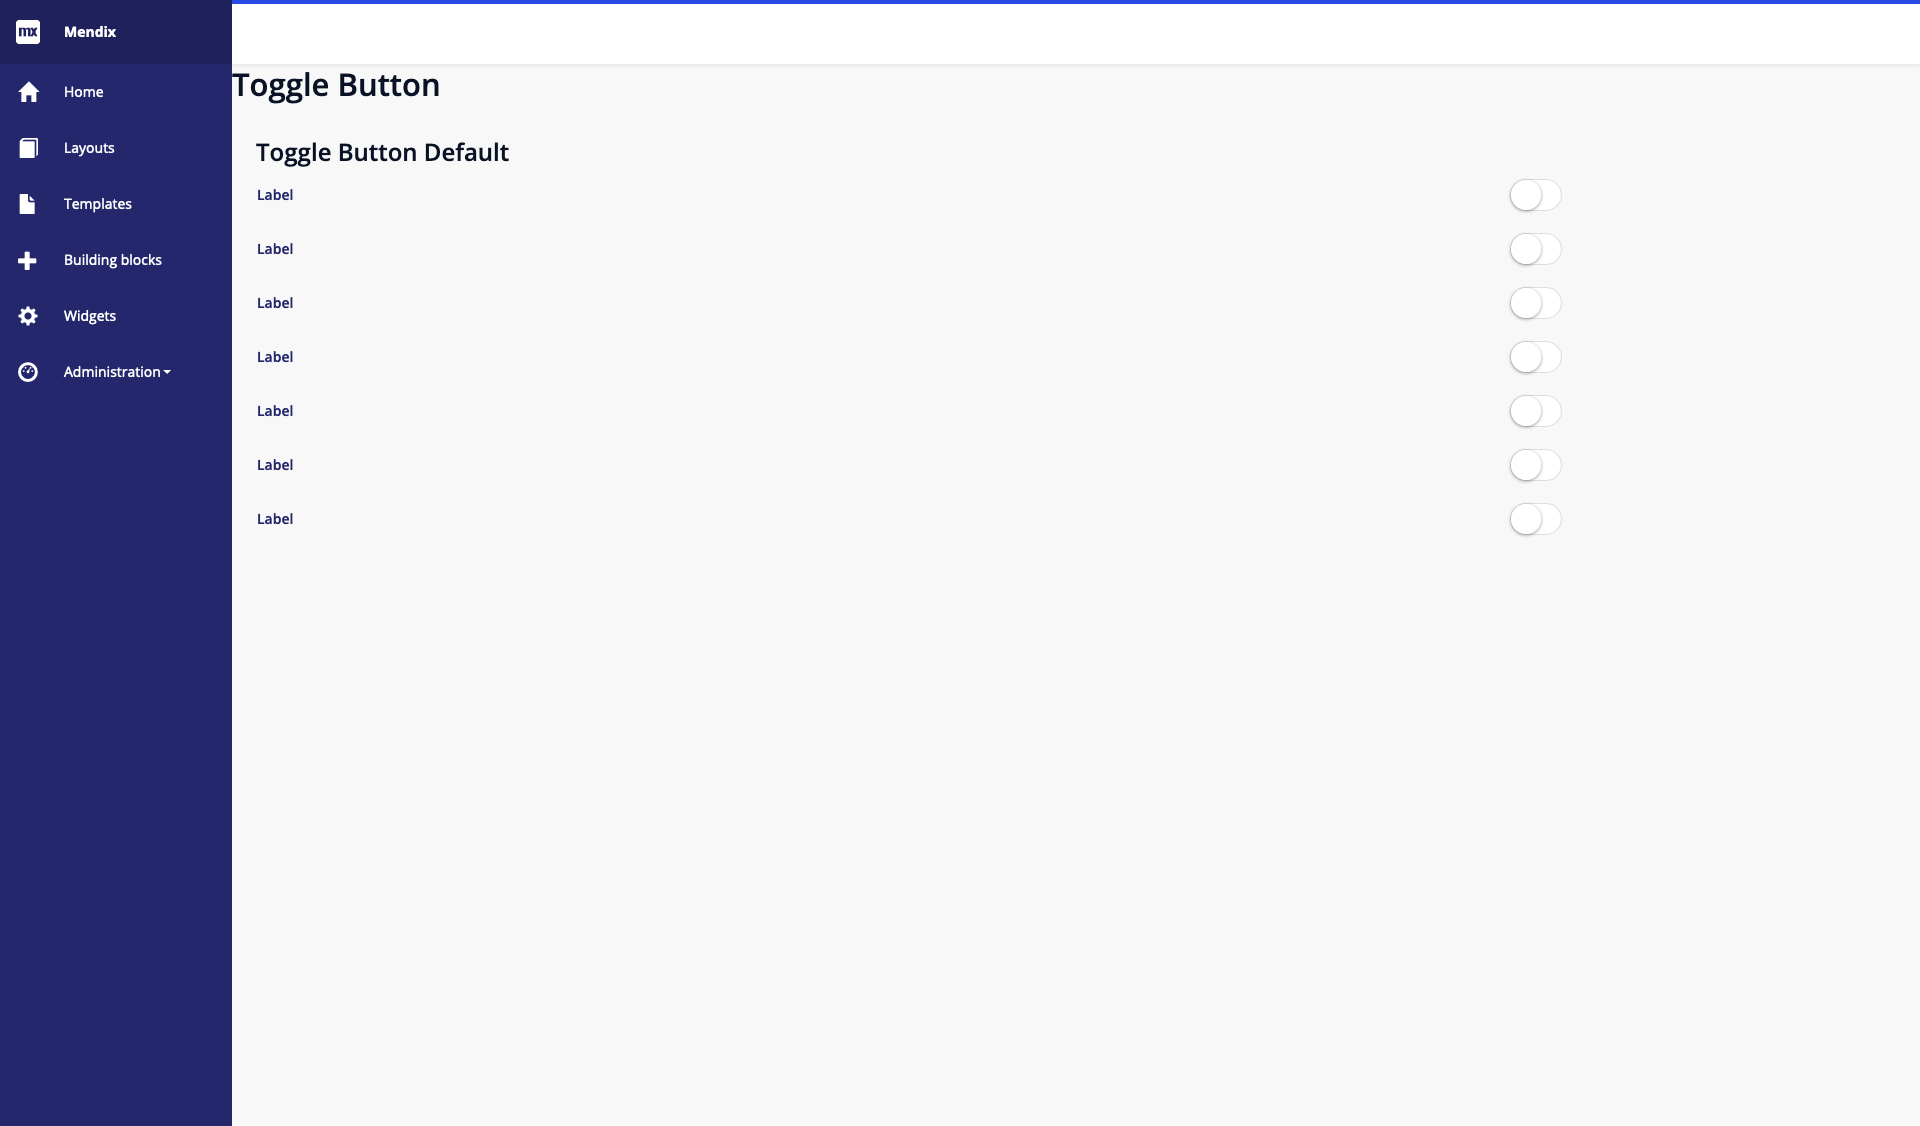 mx Mendix
Home
Layouts
Templates
Building blocks
Widgets
Administration
Toggle Button
Toggle Button Default
Label
Label
Label
Label
Label
Label
Label